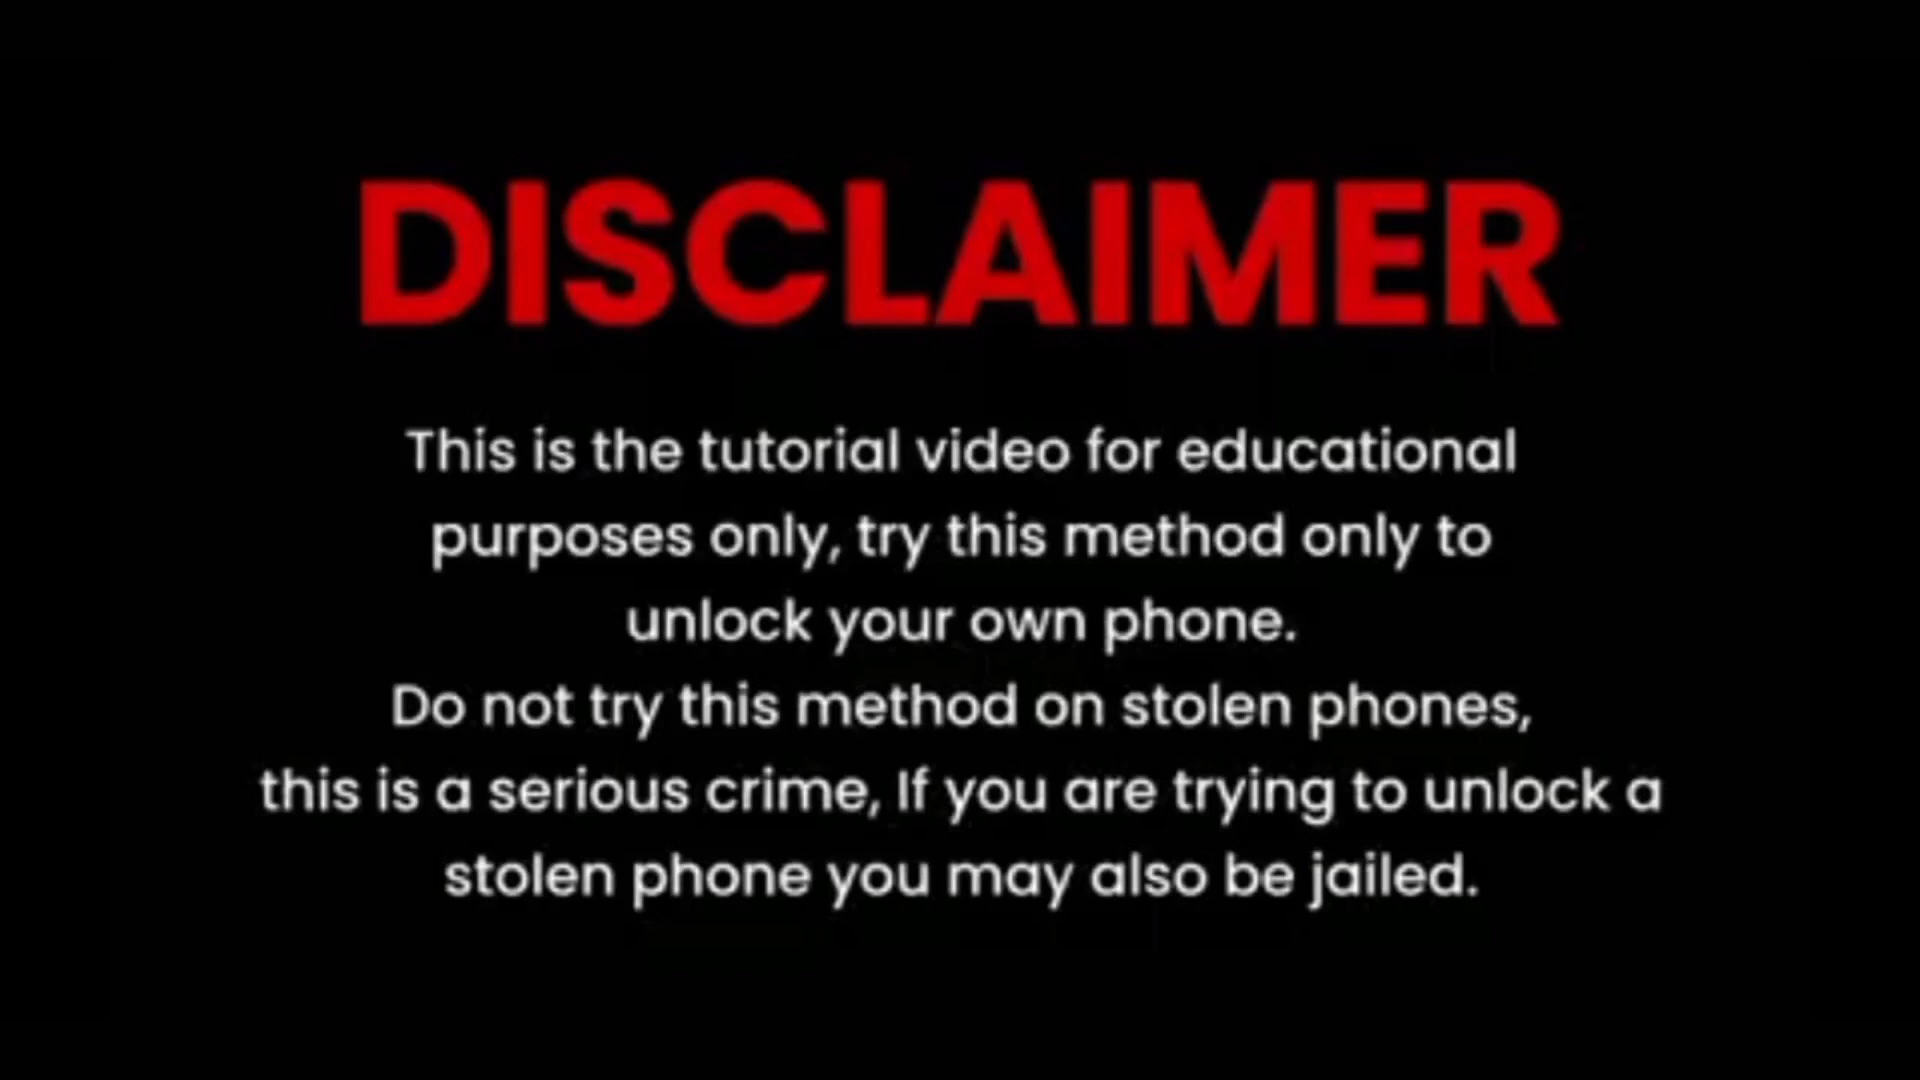 DISCLAIMER
This is the tutorial video for educational
purposes only, try this method only to
unlock your own phone.
Do not try this method on stolen phones,
this is a serious crime, If you are trying to unlock a
stolen phone you may also be jailed.